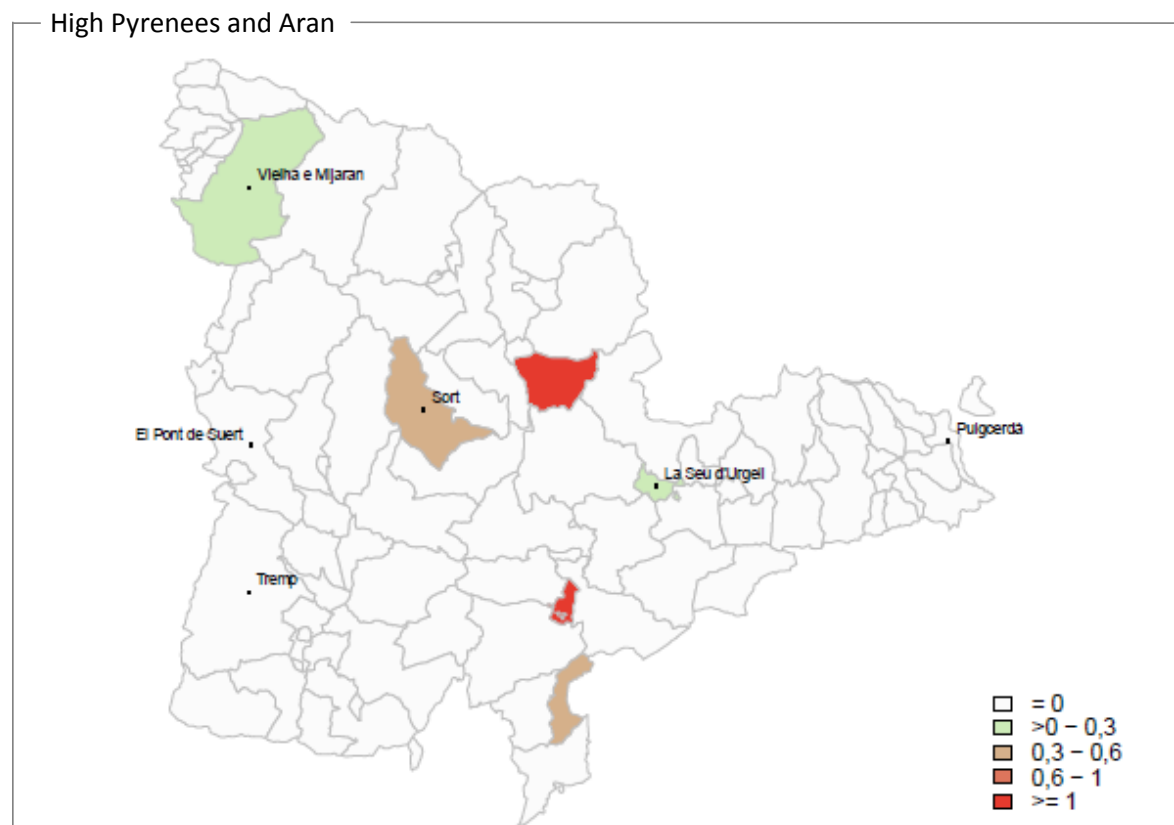 High Pyrenees and Aran
Vielha e Mijaran
Sort
El Pont de Suert
Puigcerdà
La Seu d'Urgell
Tremp
= 0
>0 − 0,3
0,3 − 0,6
0,6 − 1
>= 1